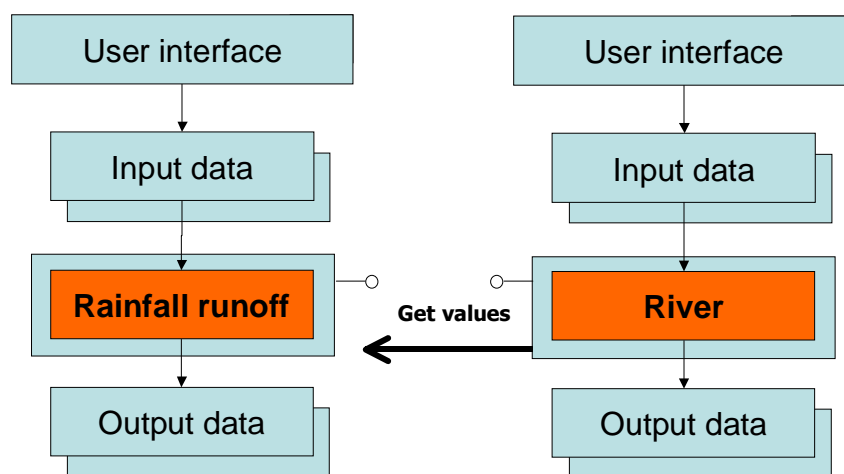 User interface
User interface
Input data
Input data
Rainfall runoff
Get values
River
Output data
Output data